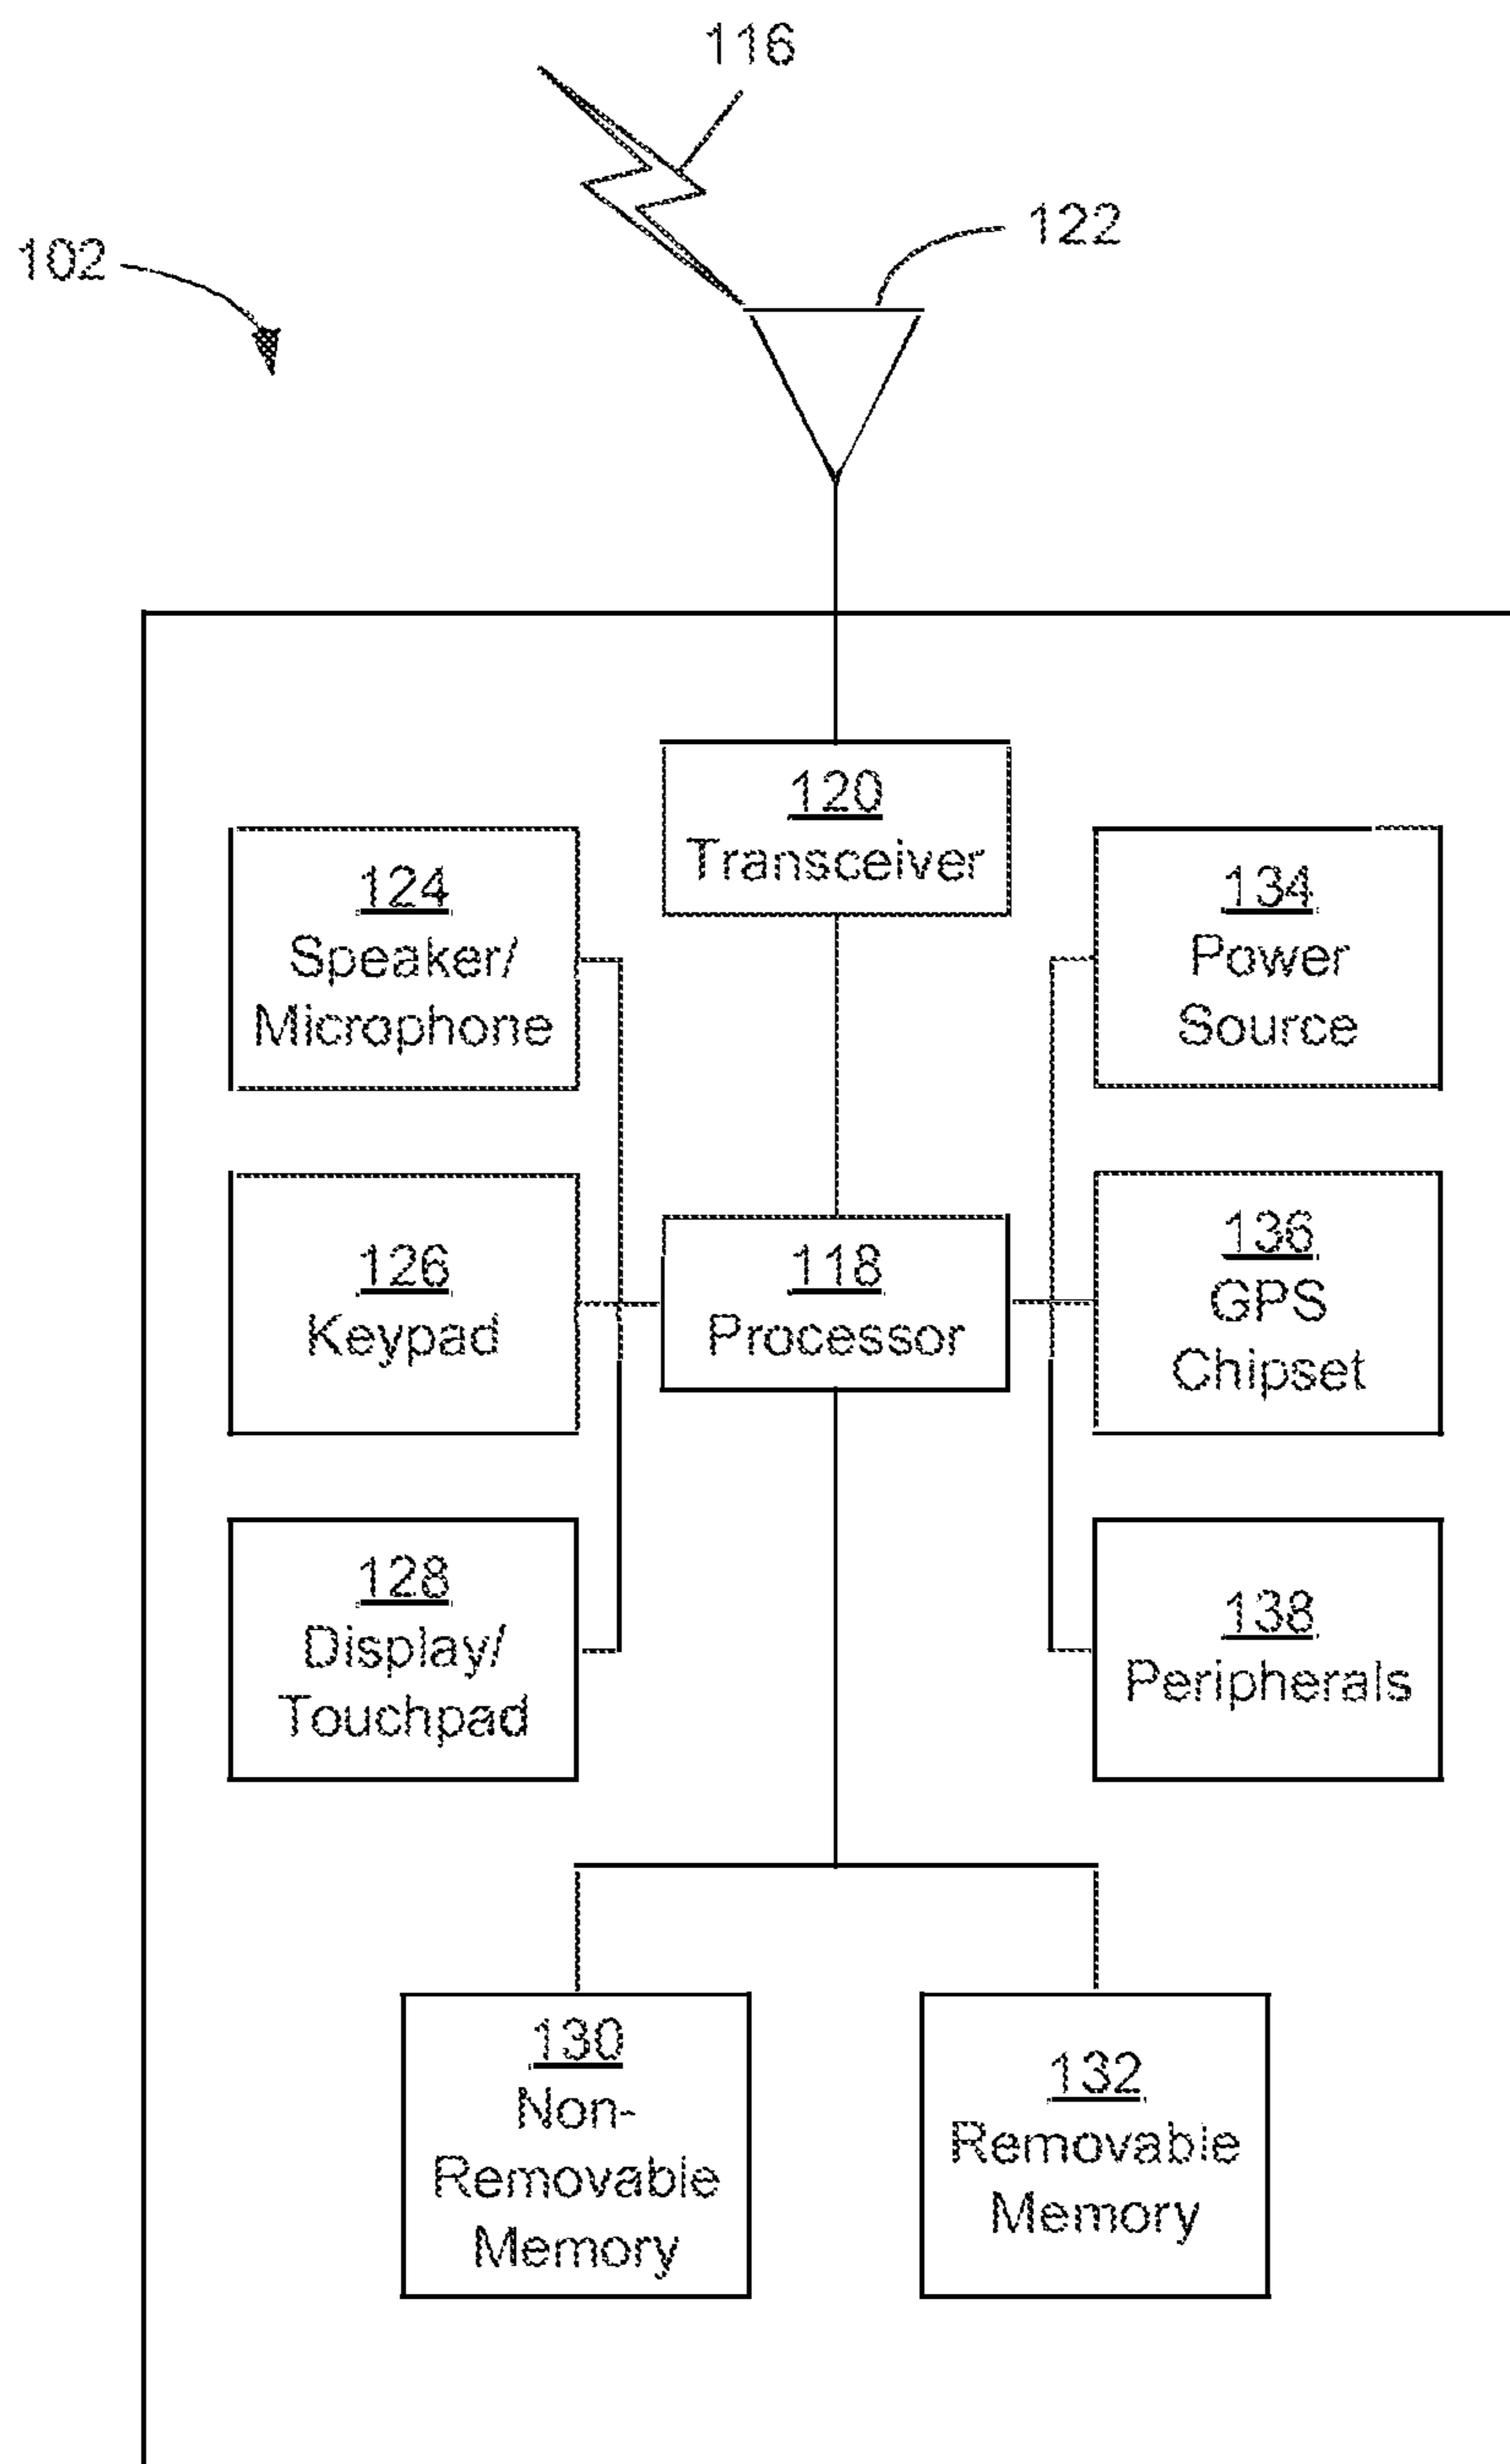 116
122
102
120
Transceiver
124
Speaker/
Microphone
134
Power
Source
126
Keypad
118
Processor
136
GPS
Chipset
128
Display/
Touchpad
138
Peripherals
130
Non-
Removable
Memory
132
Removable
Memory